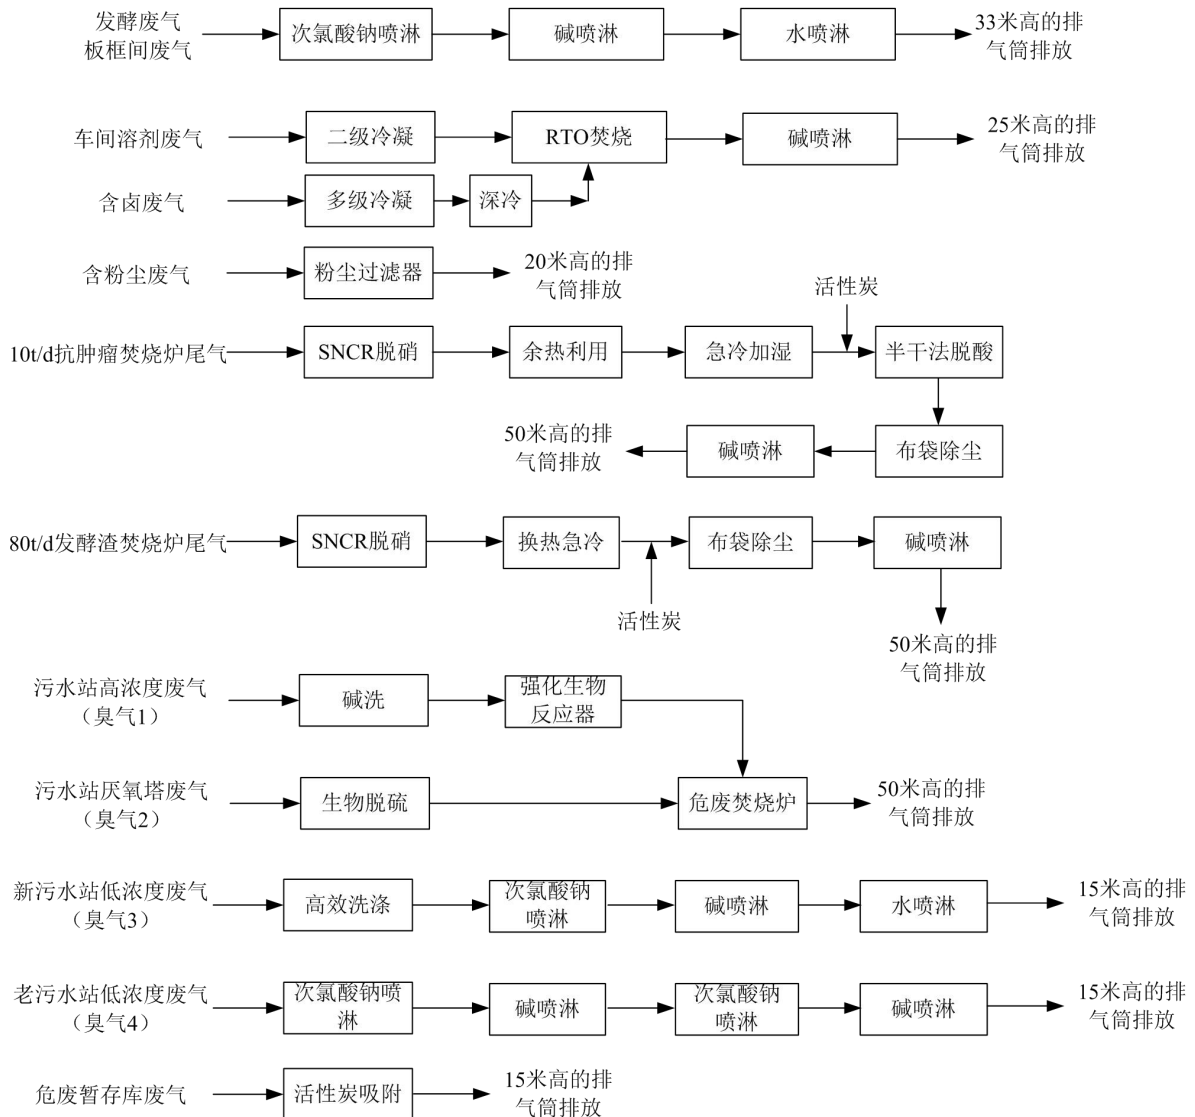 发酵废气
板框间废气
次氯酸钠喷淋
碱喷淋
水喷淋
33米高的排
气筒排放
车间溶剂废气
二级冷凝
RTO焚烧
碱喷淋
25米高的排
气筒排放
含卤废气
多级冷凝
深冷
含粉尘废气
粉尘过滤器
20米高的排
气筒排放
活性炭
10t/d抗肿瘤焚烧炉尾气
SNCR脱硝
余热利用
急冷加湿
半干法脱酸
50米高的排
气筒排放
碱喷淋
布袋除尘
80t/d发酵渣焚烧炉尾气
SNCR脱硝
换热急冷
布袋除尘
碱喷淋
活性炭
50米高的排
气筒排放
污水站高浓度废气
（臭气1）
碱洗
强化生物
反应器
污水站厌氧塔废气
（臭气2）
生物脱硫
危废焚烧炉
50米高的排
气筒排放
新污水站低浓度废气
（臭气3）
高效洗涤
次氯酸钠
喷淋
碱喷淋
水喷淋
15米高的排
气筒排放
老污水站低浓度废气
（臭气4）
次氯酸钠喷
淋
碱喷淋
次氯酸钠
喷淋
碱喷淋
15米高的排
气筒排放
危废暂存库废气
活性炭吸附
15米高的排
气筒排放